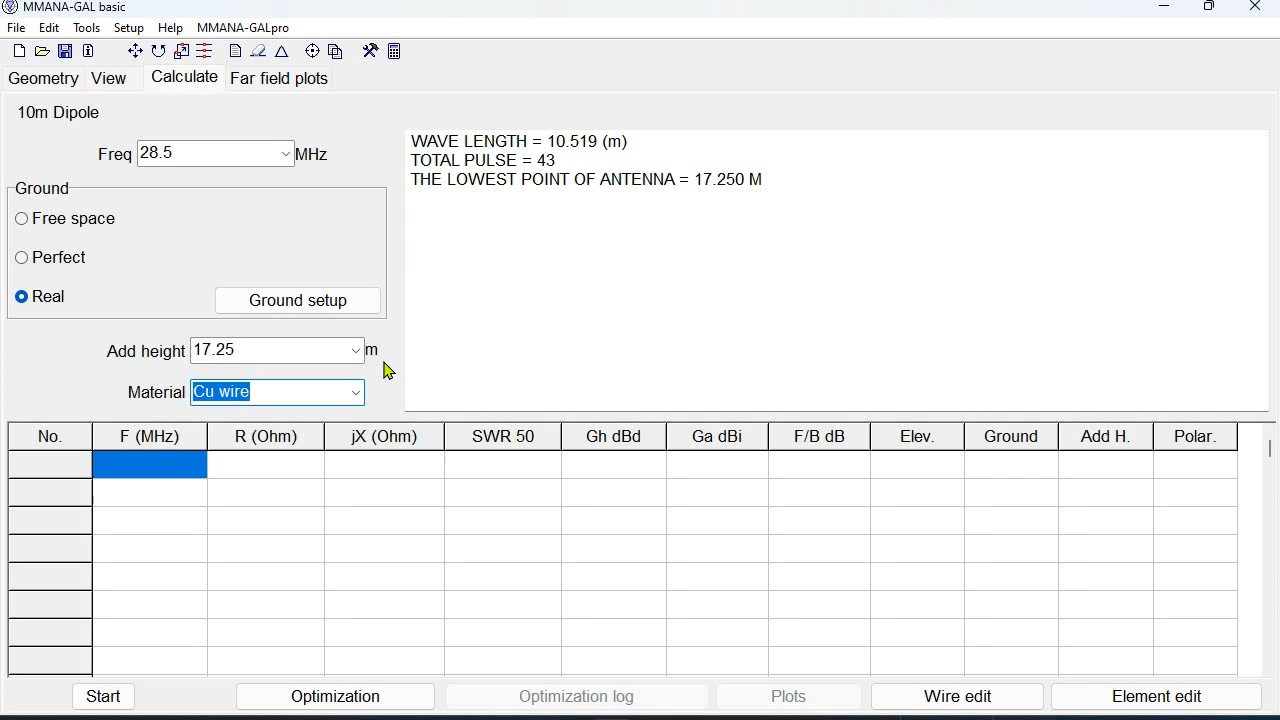 MMANA-GAL basic
File Edit Tools Setup Help MMANA-GALpro
Geometry View Calculate Far field plots
10m Dipole
Freq 28.5 MHz
Ground
Free space
Perfect
Real
Ground setup
Add height 17.25 m
Material Cu wire
WAVE LENGTH = 10.519 (m)
TOTAL PULSE = 43
THE LOWEST POINT OF ANTENNA = 17.250 M
No. F (MHz) R (Ohm) jX (Ohm) SWR 50 Gh dBd Ga dBi F/B dB Elev. Ground Add H. Polar.
Start Optimization Optimization log Plots Wire edit Element edit